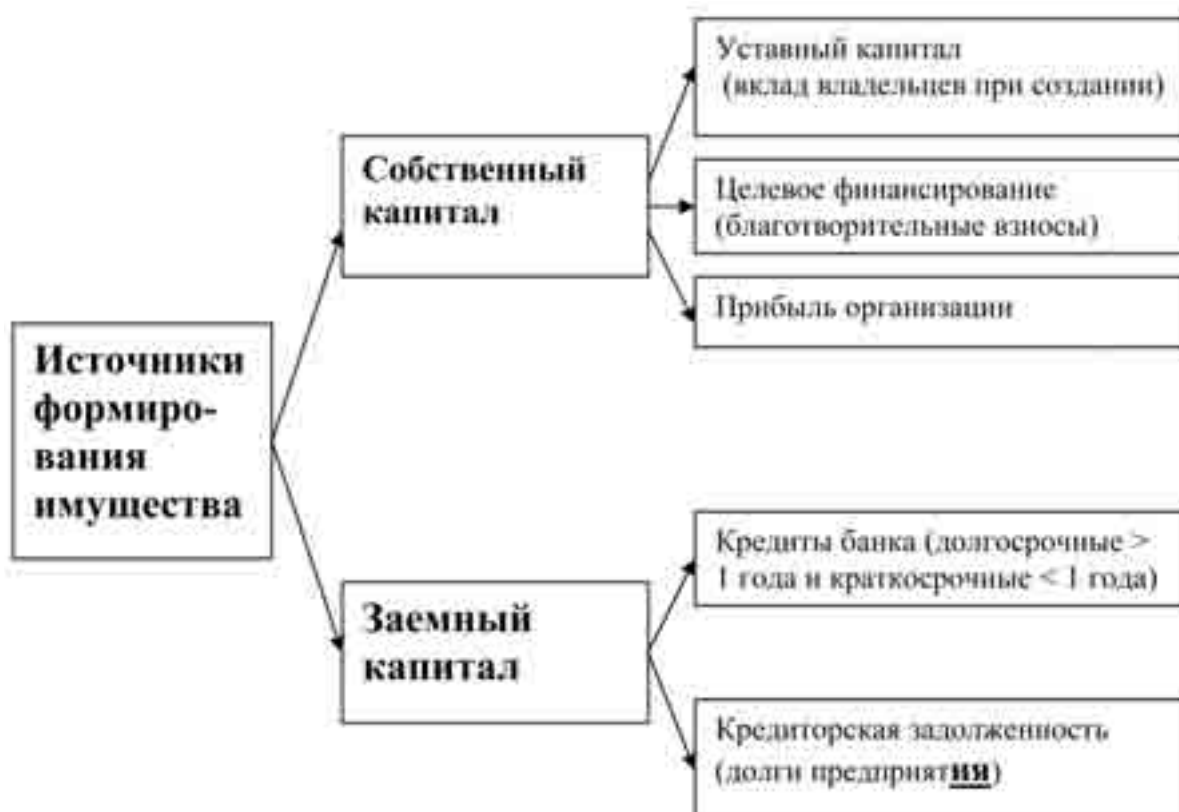 Источники
формиро-
вания
имущества
Собственный
капитал
Уставный капитал
(вклад владельцев при создании)
Целевое финансирование
(благотворительные взносы)
Прибыль организации
Заемный
капитал
Кредиты банка (долгосрочные >
1 года и краткосрочные < 1 года)
Кредиторская задолженность
(долги предприятия)